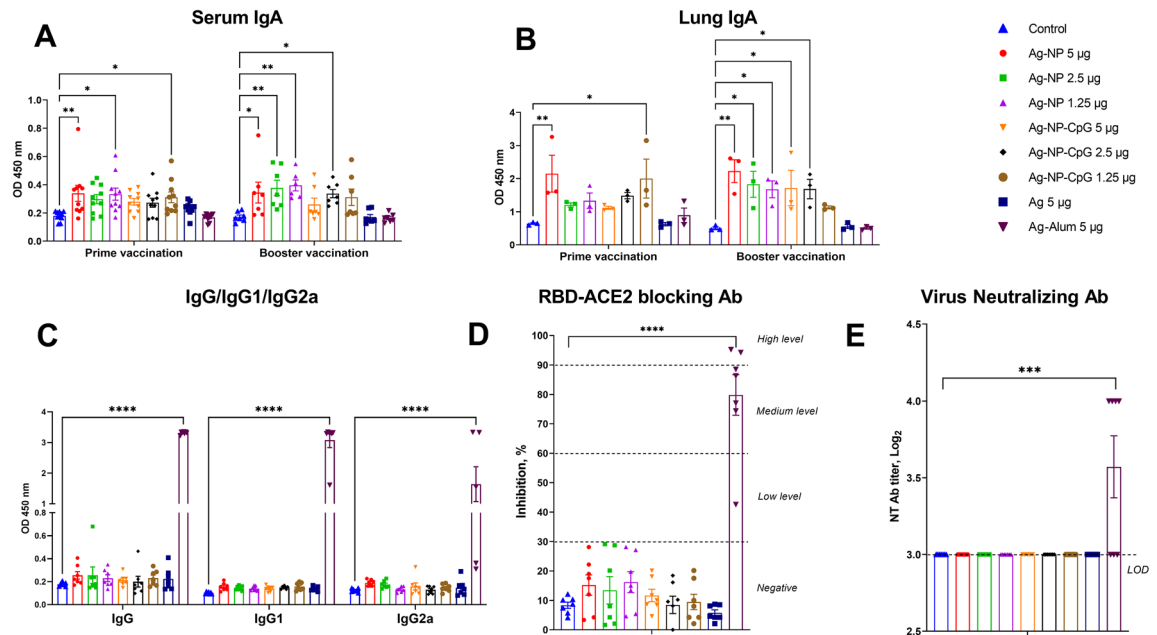 Serum IgA
A
OD 450 nm
1.0
0.8
0.6
0.4
0.2
0.0
*
*
**
*
**
**
*
Prime vaccination
Booster vaccination
Lung IgA
B
OD 450 nm
4
3
2
1
0
*
**
*
*
*
*
**
Prime vaccination
Booster vaccination
Control
Ag-NP 5 µg
Ag-NP 2.5 µg
Ag-NP 1.25 µg
Ag-NP-CpG 5 µg
Ag-NP-CpG 2.5 µg
Ag-NP-CpG 1.25 µg
Ag 5 µg
Ag-Alum 5 µg
IgG/IgG1/IgG2a
C
OD 450 nm
4
3
2
1
0.8
0.6
0.4
0.2
0.0
****
****
****
IgG
IgG1
IgG2a
RBD-ACE2 blocking Ab
D
Inhibition, %
100
90
80
70
60
50
40
30
20
10
0
****
High level
Medium level
Low level
Negative
Virus Neutralizing Ab
E
NT Ab titer, Log2
4.5
4.0
3.5
3.0
2.5
***
LOD